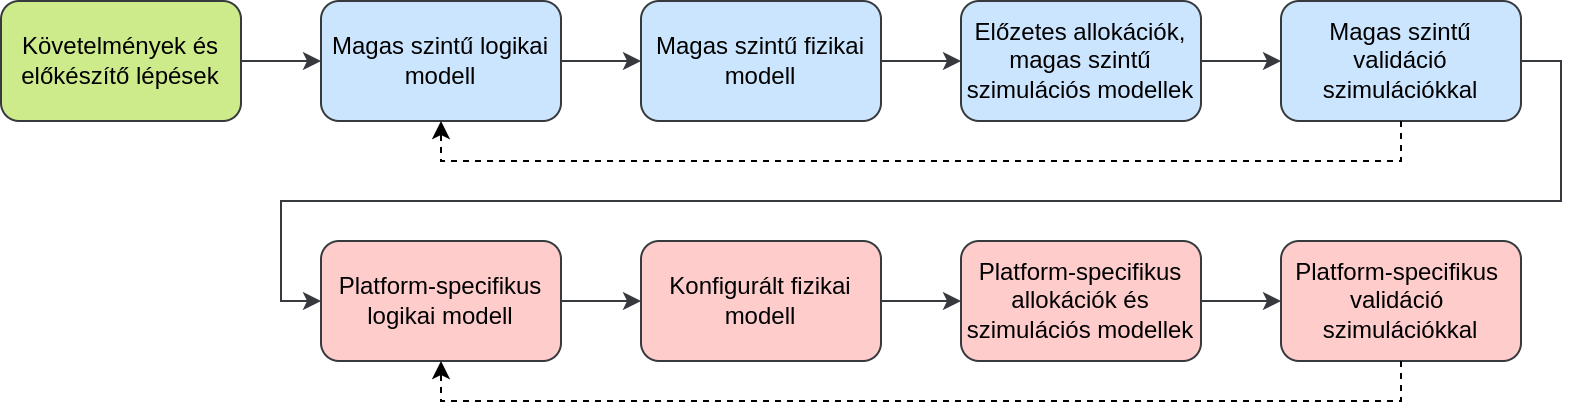 Követelmények és
előkészítő lépések
Magas szintű logikai
modell
Magas szintű fizikai
modell
Előzetes allokációk,
magas szintű
szimulációs modellek
Magas szintű
validáció
szimulációkkal
Platform-specifikus
logikai modell
Konfigurált fizikai
modell
Platform-specifikus
allokációk és
szimulációs modellek
Platform-specifikus
validáció
szimulációkkal